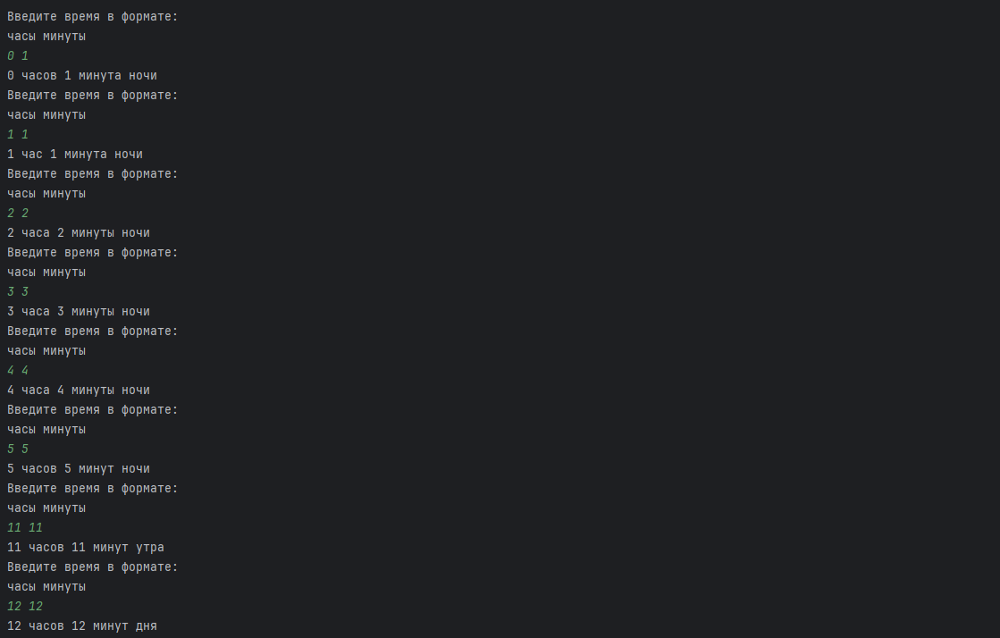 Введите время в формате:
часы минуты
0 1
0 часов 1 минута ночи
Введите время в формате:
часы минуты
1 1
1 час 1 минута ночи
Введите время в формате:
часы минуты
2 2
2 часа 2 минуты ночи
Введите время в формате:
часы минуты
3 3
3 часа 3 минуты ночи
Введите время в формате:
часы минуты
4 4
4 часа 4 минуты ночи
Введите время в формате:
часы минуты
5 5
5 часов 5 минут ночи
Введите время в формате:
часы минуты
11 11
11 часов 11 минут утра
Введите время в формате:
часы минуты
12 12
12 часов 12 минут дня